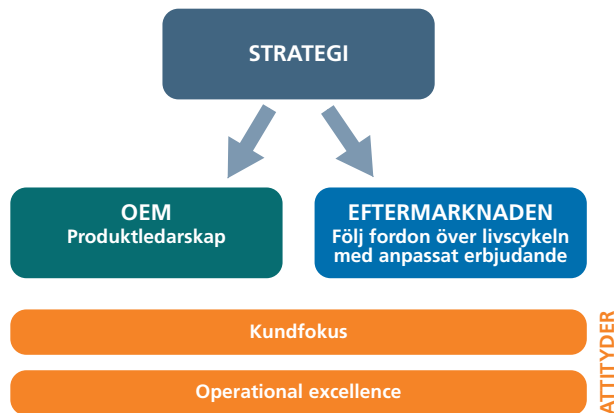 STRATEGI
OEM
Produktledarskap
EFTERMARKNADEN
Följ fordon över livscykeln
med anpassat erbjudande
Kundfokus
Operational excellence
ATTITYDER